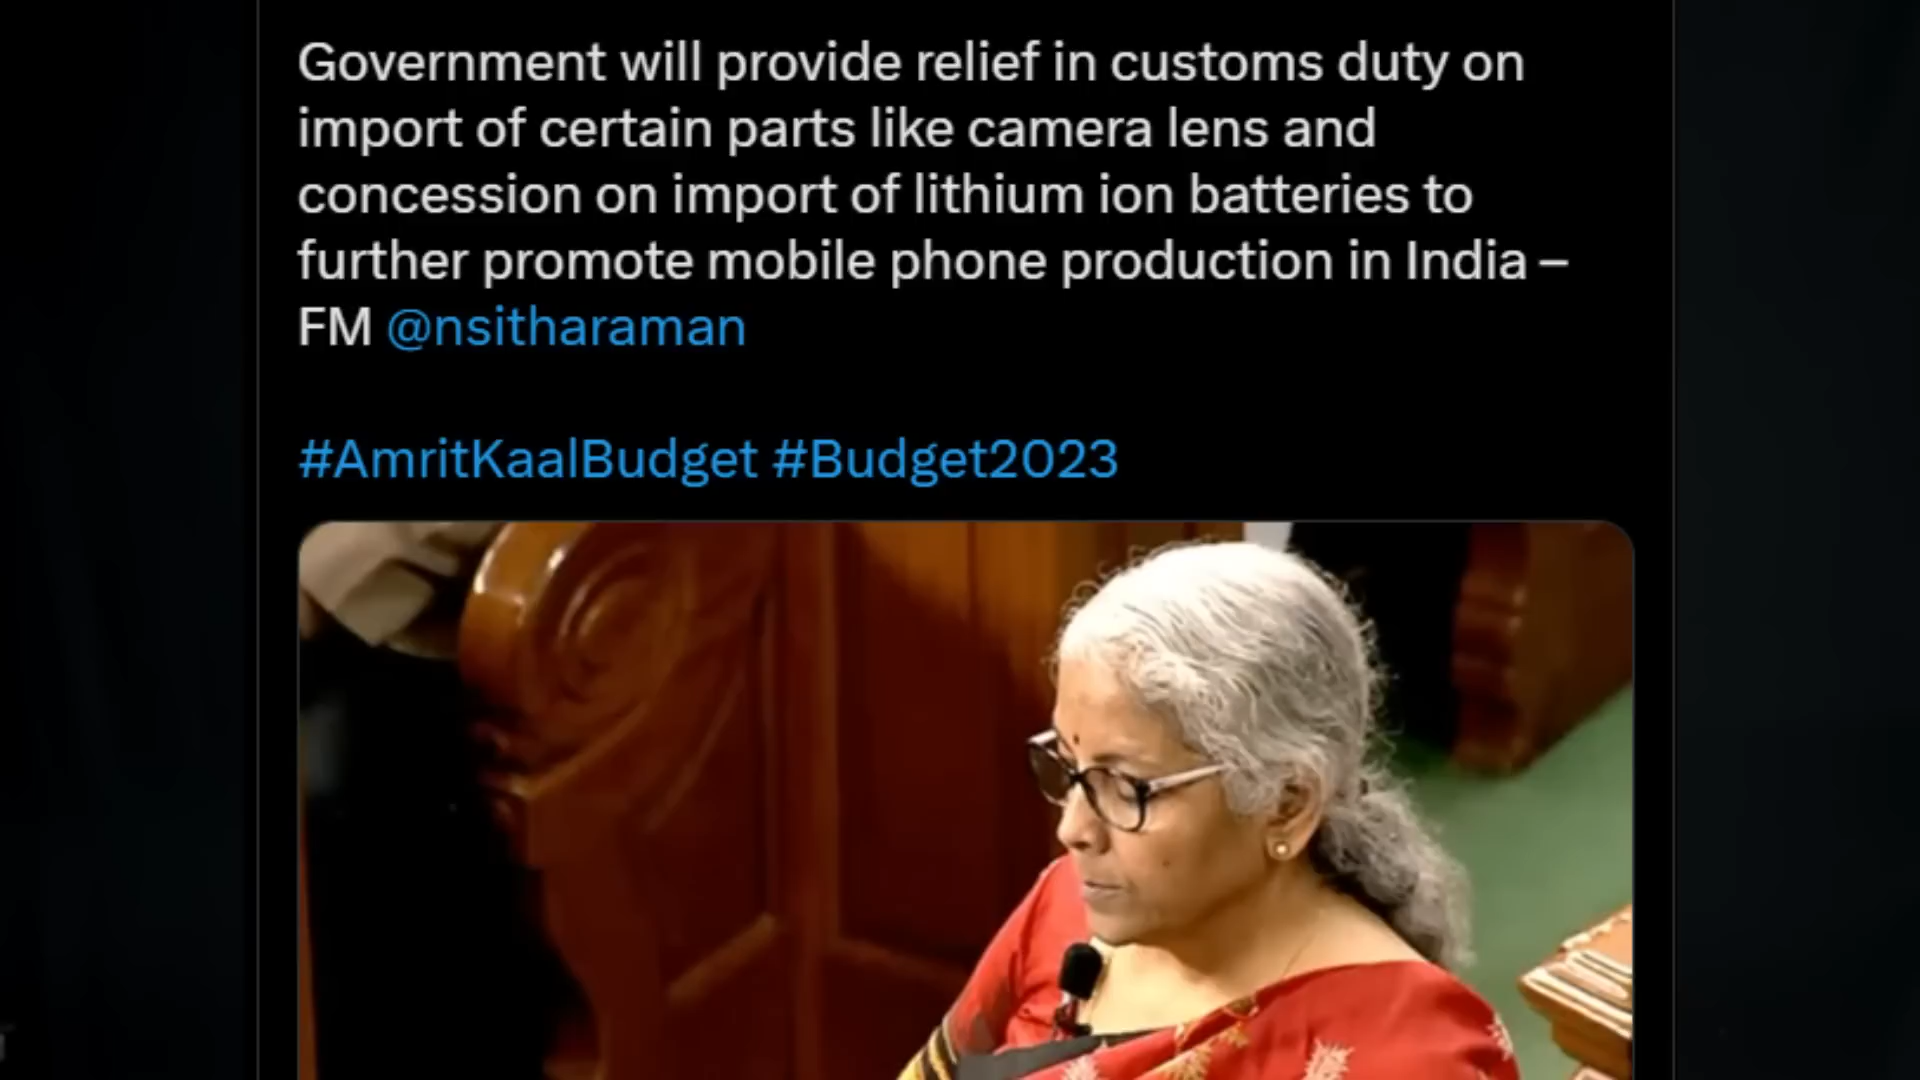 Government will provide relief in customs duty on
import of certain parts like camera lens and
concession on import of lithium ion batteries to
further promote mobile phone production in India –
FM @nsitharaman
#AmritKaalBudget #Budget2023